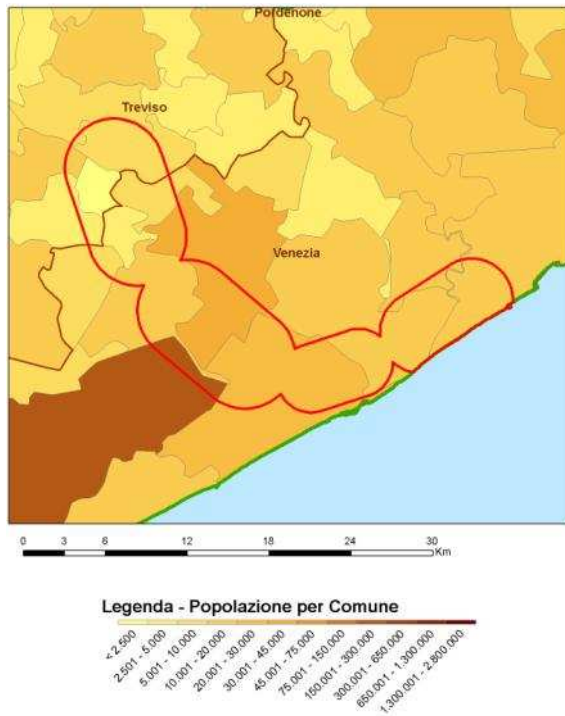 Pordenone
Treviso
Venezia
0 3 6 12 18 24 30
Km
Legenda - Popolazione per Comune
< 2.500
2.501 - 5.000
5.001 - 10.000
10.001 - 20.000
20.001 - 30.000
30.001 - 45.000
45.001 - 75.000
75.001 - 150.000
150.001 - 300.000
300.001 - 650.000
650.001 - 1.300.000
1.300.001 - 2.800.000